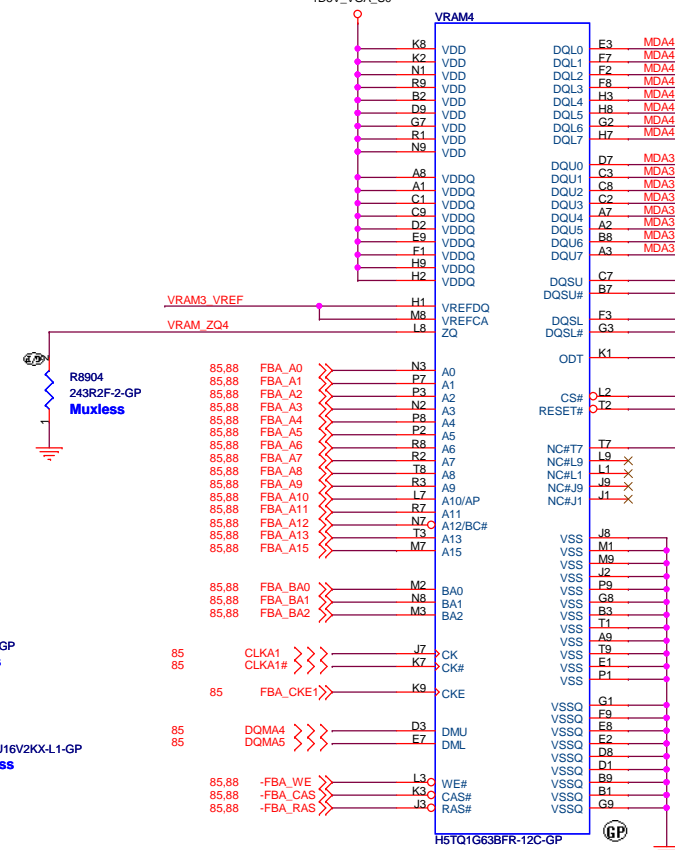 VRAM4
K8 VDD DQL0 E3 MDA4
K2 VDD DQL1 F7 MDA4
N1 VDD DQL2 F2 MDA4
R9 VDD DQL3 F8 MDA4
B2 VDD DQL4 H3 MDA4
D9 VDD DQL5 H8 MDA4
G7 VDD DQL6 G2 MDA4
R1 VDD DQL7 H7 MDA4
N9 VDD
DQU0 D7 MDA3
A8 VDDQ DQU1 C3 MDA3
A1 VDDQ DQU2 C8 MDA3
C1 VDDQ DQU3 C2 MDA3
C9 VDDQ DQU4 A7 MDA3
D2 VDDQ DQU5 A2 MDA3
E9 VDDQ DQU6 B8 MDA3
F1 VDDQ DQU7 A3 MDA3
H9 VDDQ
H2 VDDQ DQSU C7
DQSU# B7
VRAM3_VREF H1 VREFDQ
M8 VREFCA DQSL F3
VRAM_ZQ4 L8 ZQ DQSL# G3
ODT K1
2
R8904
243R2F-2-GP
Muxless
1
85,88 FBA_A0 N3 A0
85,88 FBA_A1 P7 A1
85,88 FBA_A2 P3 A2 CS# L2
85,88 FBA_A3 N2 A3 RESET# T2
85,88 FBA_A4 P8 A4
85,88 FBA_A5 P2 A5
85,88 FBA_A6 R8 A6 NC#T7 T7
85,88 FBA_A7 R2 A7 NC#L9 L9
85,88 FBA_A8 T8 A8 NC#L1 L1
85,88 FBA_A9 R3 A9 NC#J9 J9
85,88 FBA_A10 L7 A10/AP NC#J1 J1
85,88 FBA_A11 R7 A11
85,88 FBA_A12 N7 A12/BC#
85,88 FBA_A13 T3 A13 VSS J8
85,88 FBA_A15 M7 A15 VSS M1
VSS M9
VSS J2
85,88 FBA_BA0 M2 BA0 VSS P9
85,88 FBA_BA1 N8 BA1 VSS G8
85,88 FBA_BA2 M3 BA2 VSS B3
VSS T1
VSS A9
85 CLKA1 J7 CK VSS T9
85 CLKA1# K7 CK# VSS E1
VSS P1
85 FBA_CKE1 K9 CKE
VSSQ G1
VSSQ F9
85 DQMA4 D3 DMU VSSQ E8
85 DQMA5 E7 DML VSSQ E2
VSSQ D8
VSSQ D1
85,88 -FBA_WE L3 WE# VSSQ B9
85,88 -FBA_CAS K3 CAS# VSSQ B1
85,88 -FBA_RAS J3 RAS# VSSQ G9
GP
J16V2KX-L1-GP
ss
H5TQ1G63BFR-12C-GP
GP